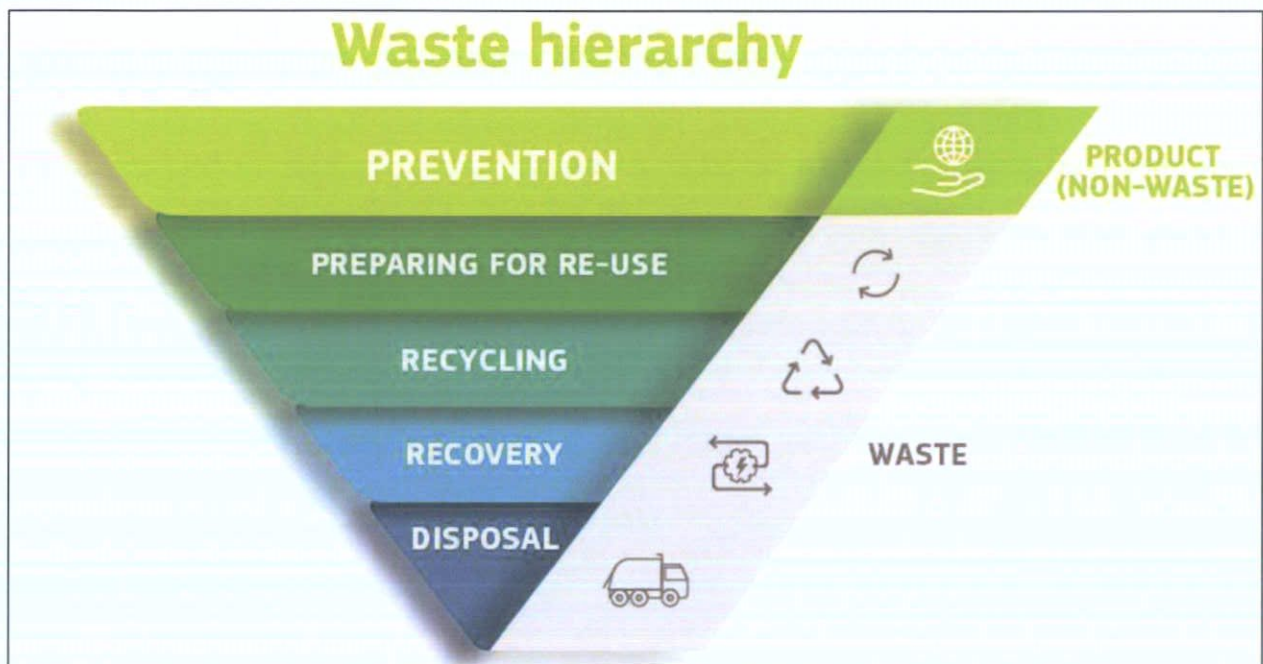 Waste hierarchy
PREVENTION
PRODUCT
(NON-WASTE)
PREPARING FOR RE-USE
RECYCLING
RECOVERY
WASTE
DISPOSAL